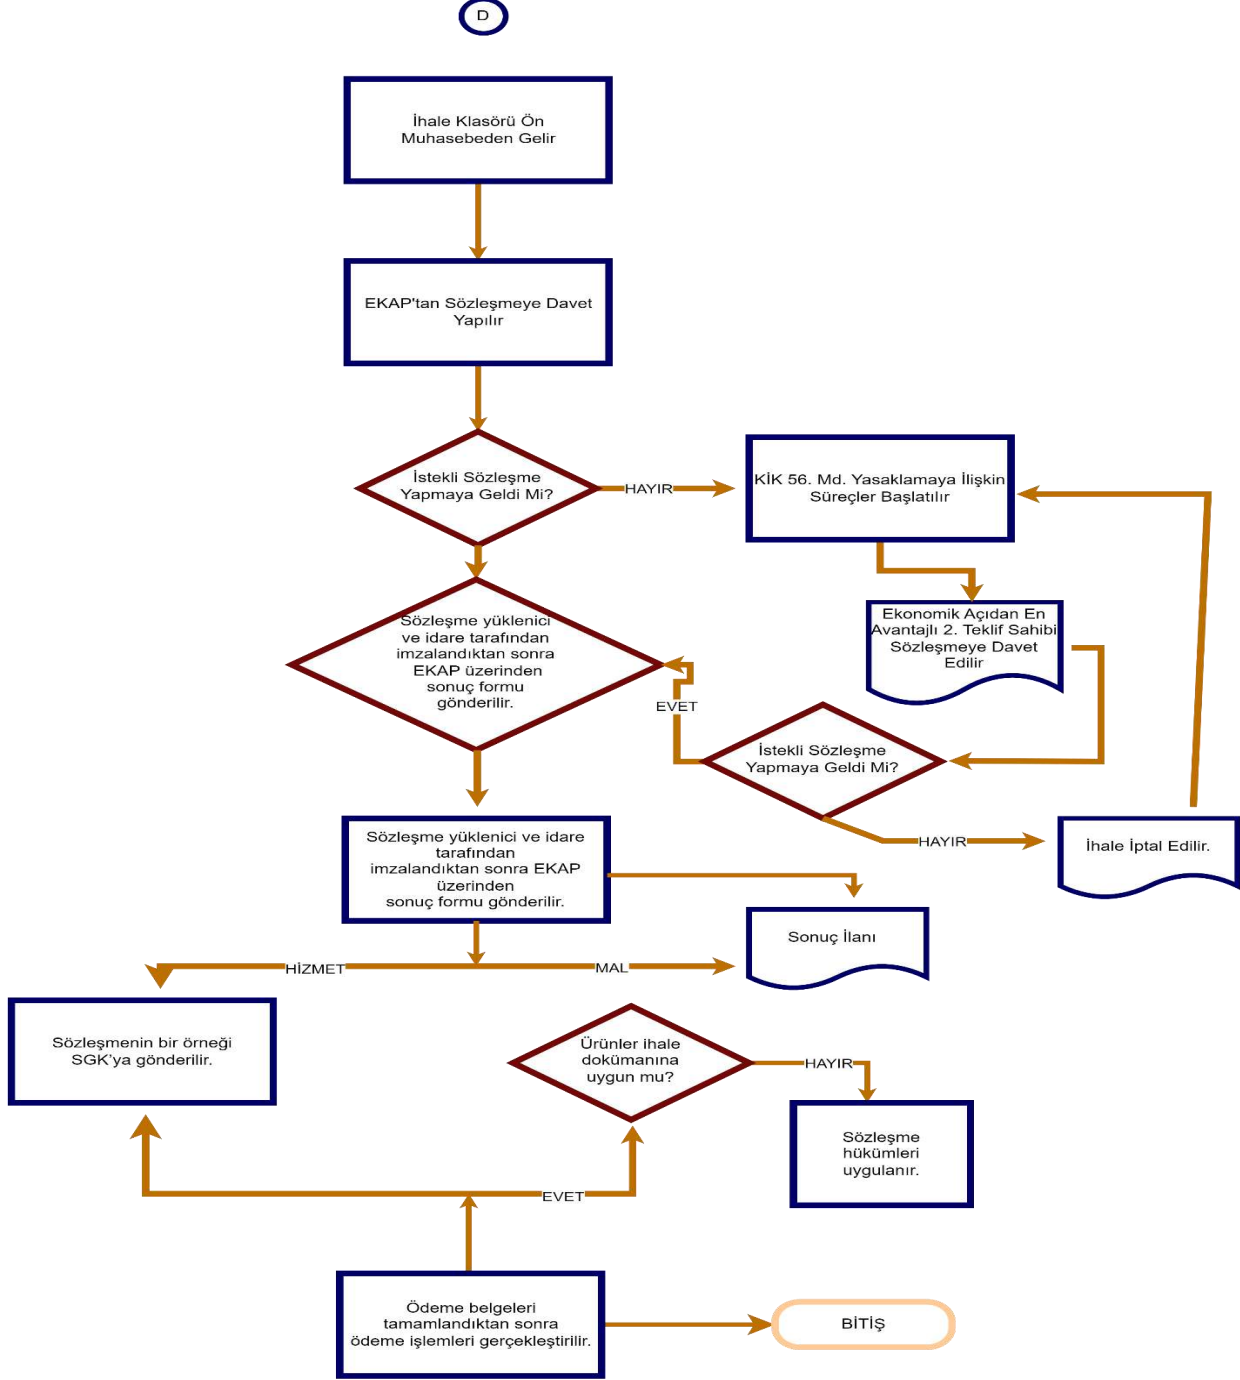 D
İhale Klasörü Ön
Muhasebeden Gelir
EKAP'tan Sözleşmeye Davet
Yapılır
İstekli Sözleşme
Yapmaya Geldi Mi?
HAYIR
KİK 56. Md. Yasaklamaya İlişkin
Süreçler Başlatılır
Ekonomik Açıdan En
Avantajlı 2. Teklif Sahibi
Sözleşmeye Davet
Edilir
Sözleşme yüklenici
ve idare tarafından
imzalandıktan sonra
EKAP üzerinden
sonuç formu
gönderilir.
EVET
İstekli Sözleşme
Yapmaya Geldi Mi?
HAYIR
İhale İptal Edilir.
Sözleşme yüklenici ve idare
tarafından
imzalandıktan sonra EKAP
üzerinden
sonuç formu gönderilir.
Sonuç İlanı
HİZMET
MAL
Sözleşmenin bir örneği
SGK'ya gönderilir.
Ürünler ihale
dokümanına
uygun mu?
HAYIR
Sözleşme
hükümleri
uygulanır.
EVET
Ödeme belgeleri
tamamlandıktan sonra
ödeme işlemleri gerçekleştirilir.
BİTİŞ